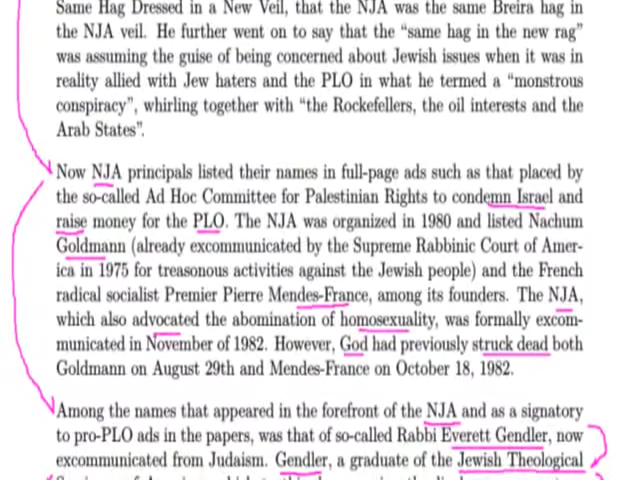 Same Hag Dressed in a New Veil, that the NJA was the same Breira hag in
the NJA veil. He further went on to say that the “same hag in the new rag”
was assuming the guise of being concerned about Jewish issues when it was in
reality allied with Jew haters and the PLO in what he termed a “monstrous
conspiracy”, whirling together with “the Rockefellers, the oil interests and the
Arab States”.
Now NJA principals listed their names in full-page ads such as that placed by
the so-called Ad Hoc Committee for Palestinian Rights to condemn Israel and
raise money for the PLO. The NJA was organized in 1980 and listed Nachum
Goldmann (already excommunicated by the Supreme Rabbinic Court of Amer-
ica in 1975 for treasonous activities against the Jewish people) and the French
radical socialist Premier Pierre Mendes-France, among its founders. The NJA,
which also advocated the abomination of homosexuality, was formally excom-
municated in November of 1982. However, God had previously struck dead both
Goldmann on August 29th and Mendes-France on October 18, 1982.
Among the names that appeared in the forefront of the NJA and as a signatory
to pro-PLO ads in the papers, was that of so-called Rabbi Everett Gendler, now
excommunicated from Judaism. Gendler, a graduate of the Jewish Theological